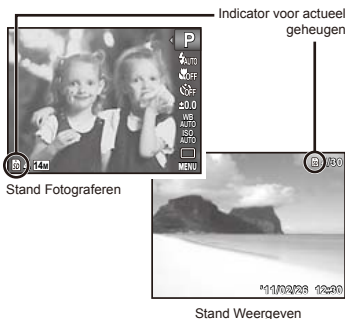 Indicator voor actueel
geheugen
P
AUTO
OFF
OFF
±0.0
WB
AUTO
ISO
AUTO
MENU
14M
Stand Fotograferen
/30
'11/02/26 12:30
Stand Weergeven